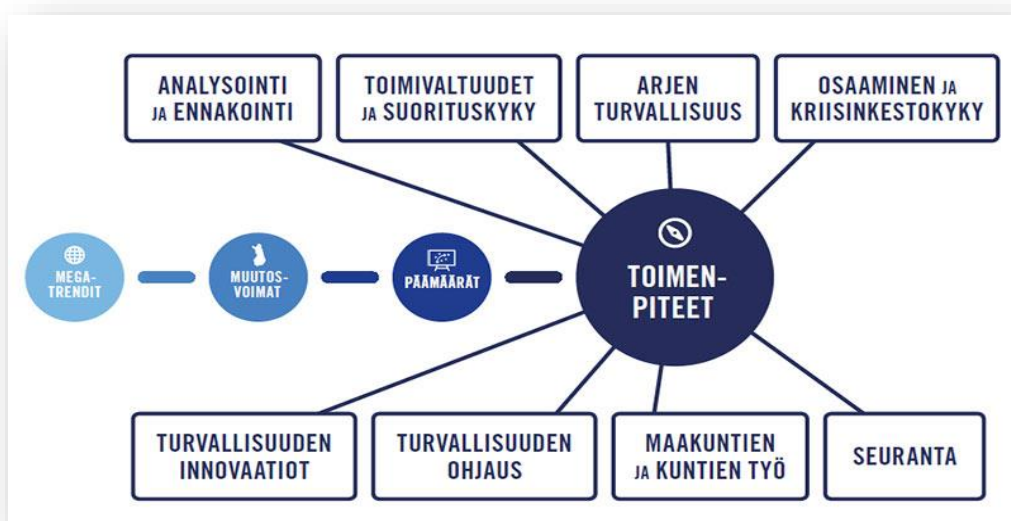 ANALYSOINTI
JA ENNAKOINTI
TOIMIVALTUUDET
JA SUORITUSKYKY
ARJEN
TURVALLISUUS
OSAAMINEN JA
KRIISINKESTOKYKY
MEGA-
TRENDIT
MUUTOS-
VOIMAT
PÄÄMÄÄRÄT
TOIMEN-
PITEET
TURVALLISUUDEN
INNOVAATIOT
TURVALLISUUDEN
OHJAUS
MAAKUNTIEN
JA KUNTIEN TYÖ
SEURANTA